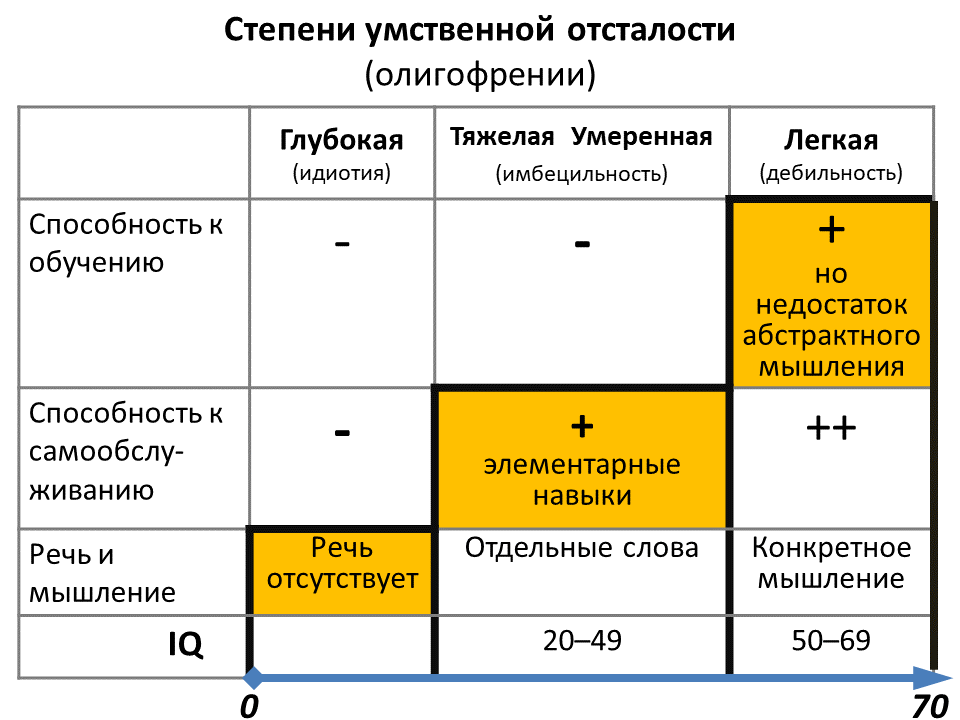 Степени умственной отсталости
(олигофрении)
Глубокая
(идиотия)
Тяжелая Умеренная
(имбецильность)
Легкая
(дебильность)
Способность к
обучению
-
-
+
но
недостаток
абстрактного
мышления
Способность к
самообслу-
живанию
-
+
элементарные
навыки
++
Речь и
мышление
Речь
отсутствует
Отдельные слова
Конкретное
мышление
IQ
20–49
50–69
0
70